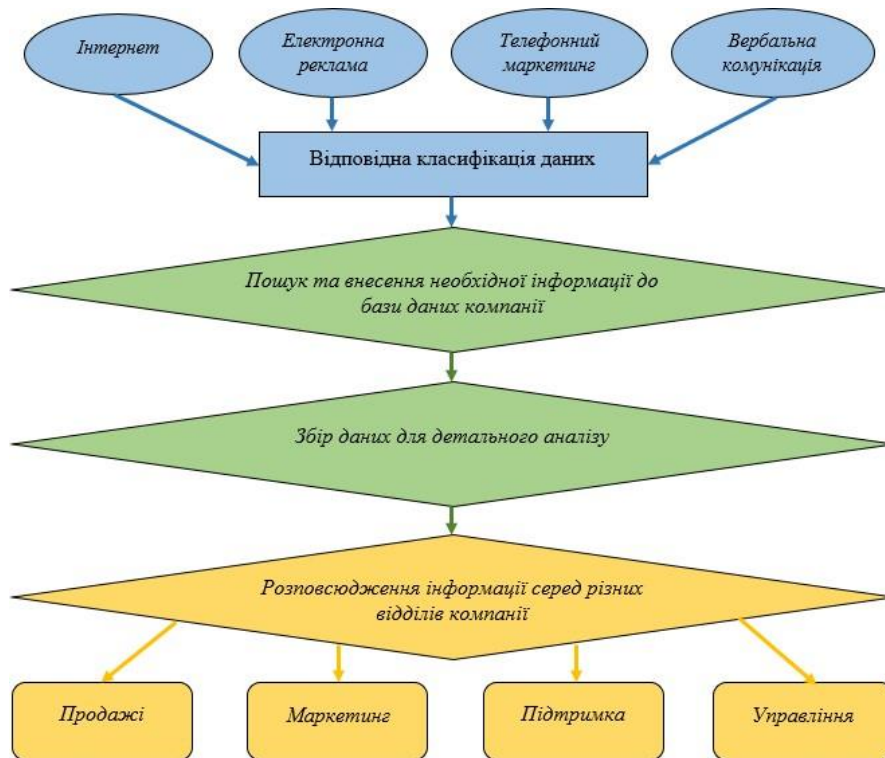 Інтернет
Електронна
реклама
Телефонний
маркетинг
Вербальна
комунікація
Відповідна класифікація даних
Пошук та внесення необхідної інформації до
бази даних компанії
Збір даних для детального аналізу
Розповсюдження інформації серед різних
відділів компанії
Продажі
Маркетинг
Підтримка
Управління